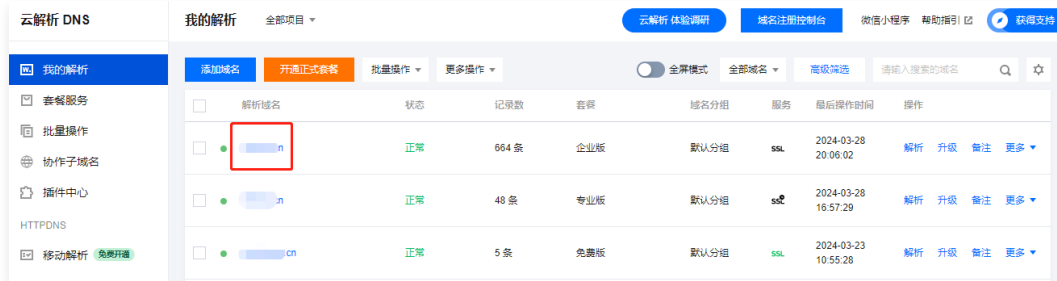 云解析 DNS
我的解析 全部项目
云解析 体验调研 域名注册控制台 微信小程序 帮助指引 获得支持
我的解析
套餐服务
批量操作
协作子域名
插件中心
HTTPDNS
移动解析 免费开通
添加域名 开通正式套餐 批量操作 更多操作 全屏模式 全部域名 高级筛选 请输入搜索的域名
解析域名 状态 记录数 套餐 域名分组 服务 最后操作时间 操作
n 正常 664 条 企业版 默认分组 SSL 2024-03-28 20:06:02 解析 升级 备注 更多
.cn 正常 48 条 专业版 默认分组 SSL 2024-03-28 16:57:29 解析 升级 备注 更多
cn 正常 5 条 免费版 默认分组 SSL 2024-03-23 10:55:28 解析 升级 备注 更多